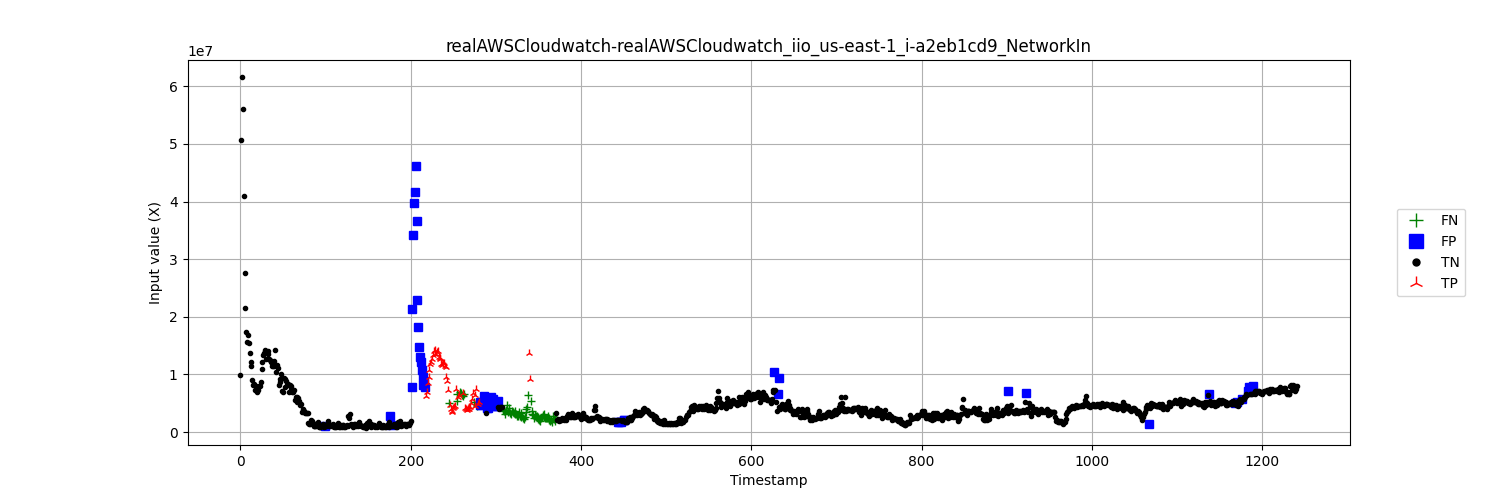 realAWSCloudwatch-realAWSCloudwatch_iio_us-east-1_i-a2eb1cd9_NetworkIn
1e7
6
5
4
3
2
1
0
Input value (X)
0 200 400 600 800 1000 1200
Timestamp
FN
FP
TN
TP